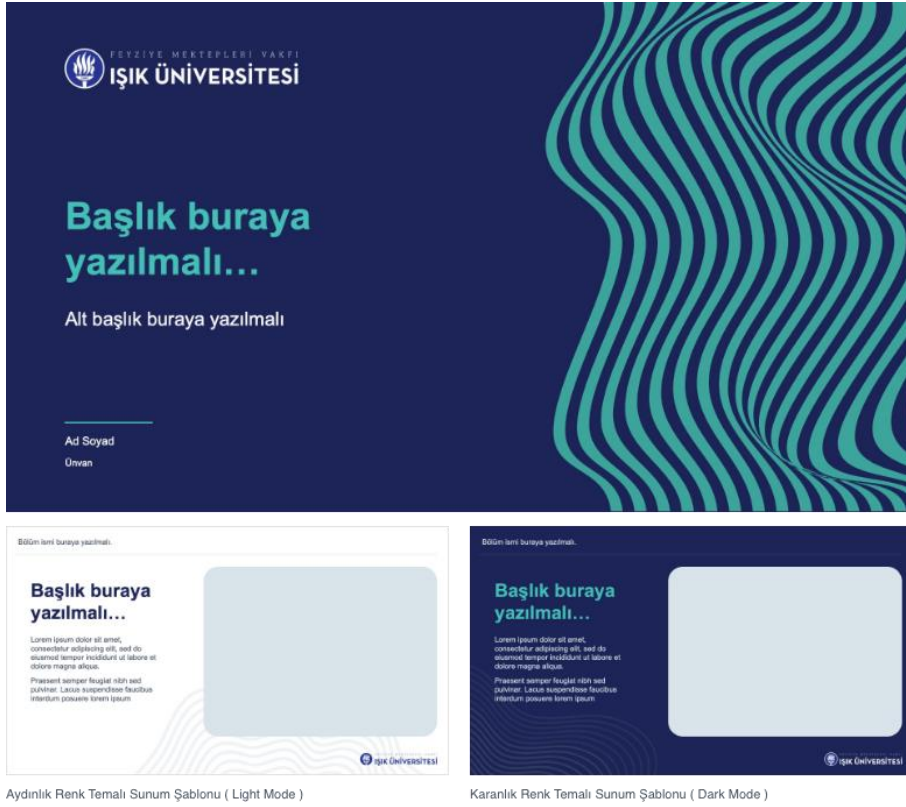 FEYZİYE MEKTEPLERİ VAKFI
IŞIK ÜNİVERSİTESİ
Başlık buraya
yazılmalı...
Alt başlık buraya yazılmalı
Ad Soyad
Ünvan
Bölüm ismi buraya yazılmalı.
Başlık buraya
yazılmalı...
Lorem ipsum dolor sit amet,
consectetur adipiscing elit, sed do
eiusmod tempor incididunt ut labore et
dolore magna aliqua.
Praesent semper feugiat nibh sed
pulvinar. Lacus suspendisse faucibus
interdum posuere lorem ipsum
IŞIK ÜNİVERSİTESİ
Aydınlık Renk Temalı Sunum Şablonu ( Light Mode )
Bölüm ismi buraya yazılmalı.
Başlık buraya
yazılmalı...
Lorem ipsum dolor sit amet,
consectetur adipiscing elit, sed do
eiusmod tempor incididunt ut labore et
dolore magna aliqua.
Praesent semper feugiat nibh sed
pulvinar. Lacus suspendisse faucibus
interdum posuere lorem ipsum
IŞIK ÜNİVERSİTESİ
Karanlık Renk Temalı Sunum Şablonu ( Dark Mode )